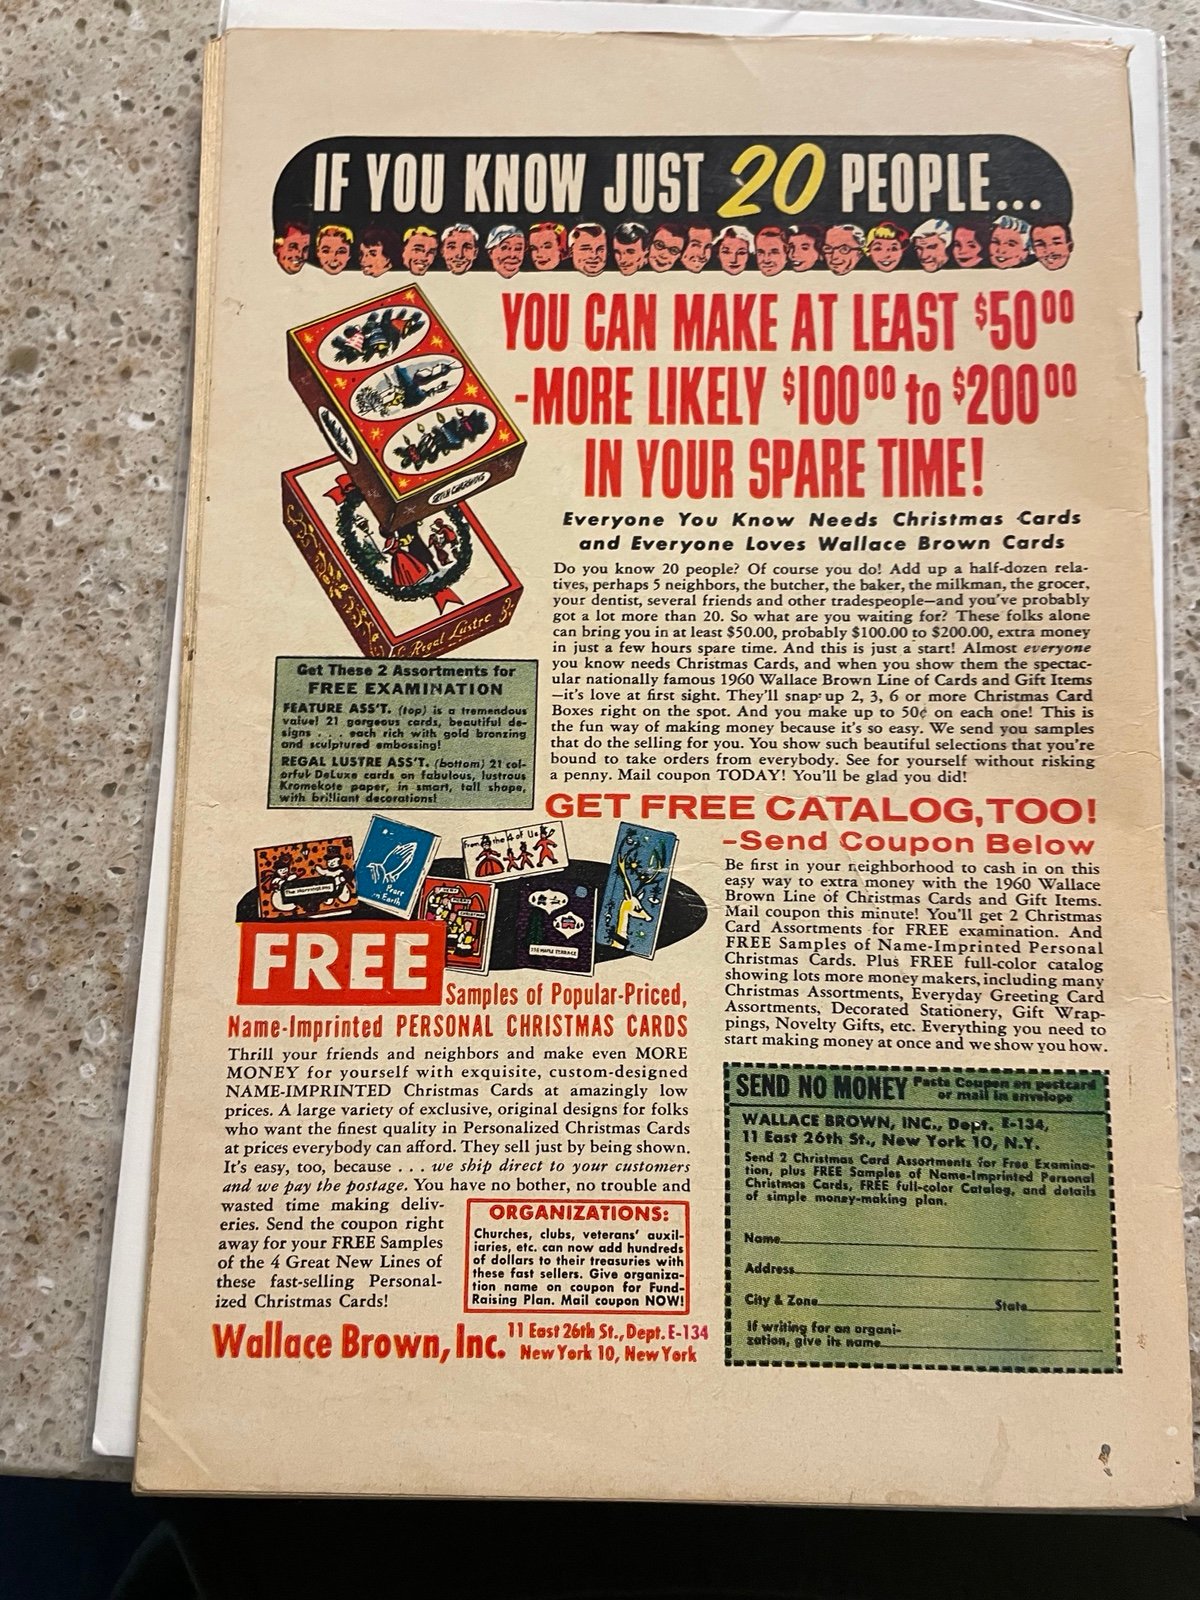 IF YOU KNOW JUST 20 PEOPLE...
YOU CAN MAKE AT LEAST $50.00
-MORE LIKELY $100.00 to $200.00
IN YOUR SPARE TIME!
Everyone You Know Needs Christmas Cards
and Everyone Loves Wallace Brown Cards
Do you know 20 people? Of course you do! Add up a half-dozen rela-
tives, perhaps 5 neighbors, the butcher, the baker, the milkman, the grocer,
your dentist, several friends and other tradespeople—and you've probably
got a lot more than 20. So what are you waiting for? These folks alone
can bring you in at least $50.00, probably $100.00 to $200.00, extra money
in just a few hours spare time. And this is just a start! Almost everyone
you know needs Christmas Cards, and when you show them the spectac-
ular nationally famous 1960 Wallace Brown Line of Cards and Gift Items
—it's love at first sight. They'll snap up 2, 3, 6 or more Christmas Card
Boxes right on the spot. And you make up to 50¢ on each one! This is
the fun way of making money because it's so easy. We send you samples
that do the selling for you. You show such beautiful selections that you're
bound to take orders from everybody. See for yourself without risking
a penny. Mail coupon TODAY! You'll be glad you did!
Regal Lustre
Get These 2 Assortments for
FREE EXAMINATION
FEATURE ASS'T. (top) is a tremendous
value! 21 gorgeous cards, beautiful de-
signs . . . each rich with gold bronzing
and sculptured embossing!
REGAL LUSTRE ASS'T. (bottom) 21 col-
orful DeLuxe cards on fabulous, lustrous
Kromekote paper, in smart, tall shape,
with brilliant decorations!
GET FREE CATALOG, TOO!
-Send Coupon Below
Be first in your neighborhood to cash in on this
easy way to extra money with the 1960 Wallace
Brown Line of Christmas Cards and Gift Items.
Mail coupon this minute! You'll get 2 Christmas
Card Assortments for FREE examination. And
FREE Samples of Name-Imprinted Personal
Christmas Cards. Plus FREE full-color catalog
showing lots more money makers, including many
Christmas Assortments, Everyday Greeting Card
Assortments, Decorated Stationery, Gift Wrap-
pings, Novelty Gifts, etc. Everything you need to
start making money at once and we show you how.
The Harringtons
Peace
on Earth
From the 4 of Us
FREE
Samples of Popular-Priced,
Name-Imprinted PERSONAL CHRISTMAS CARDS
Thrill your friends and neighbors and make even MORE
MONEY for yourself with exquisite, custom-designed
NAME-IMPRINTED Christmas Cards at amazingly low
prices. A large variety of exclusive, original designs for folks
who want the finest quality in Personalized Christmas Cards
at prices everybody can afford. They sell just by being shown.
It's easy, too, because . . . we ship direct to your customers
and we pay the postage. You have no bother, no trouble and
wasted time making deliv-
eries. Send the coupon right
away for your FREE Samples
of the 4 Great New Lines of
these fast-selling Personal-
ized Christmas Cards!
ORGANIZATIONS:
Churches, clubs, veterans' auxil-
iaries, etc. can now add hundreds
of dollars to their treasuries with
these fast sellers. Give organiza-
tion name on coupon for Fund-
Raising Plan. Mail coupon NOW!
Wallace Brown, Inc. 11 East 26th St., Dept. E-134
New York 10, New York
SEND NO MONEY Paste Coupon on postcard
or mail in envelope
WALLACE BROWN, INC., Dept. E-134,
11 East 26th St., New York 10, N.Y.
Send 2 Christmas Card Assortments for Free Examina-
tion, plus FREE Samples of Name-Imprinted Personal
Christmas Cards, FREE full-color Catalog, and details
of simple money-making plan.
Name
Address
City & Zone State
If writing for an organi-
zation, give its name